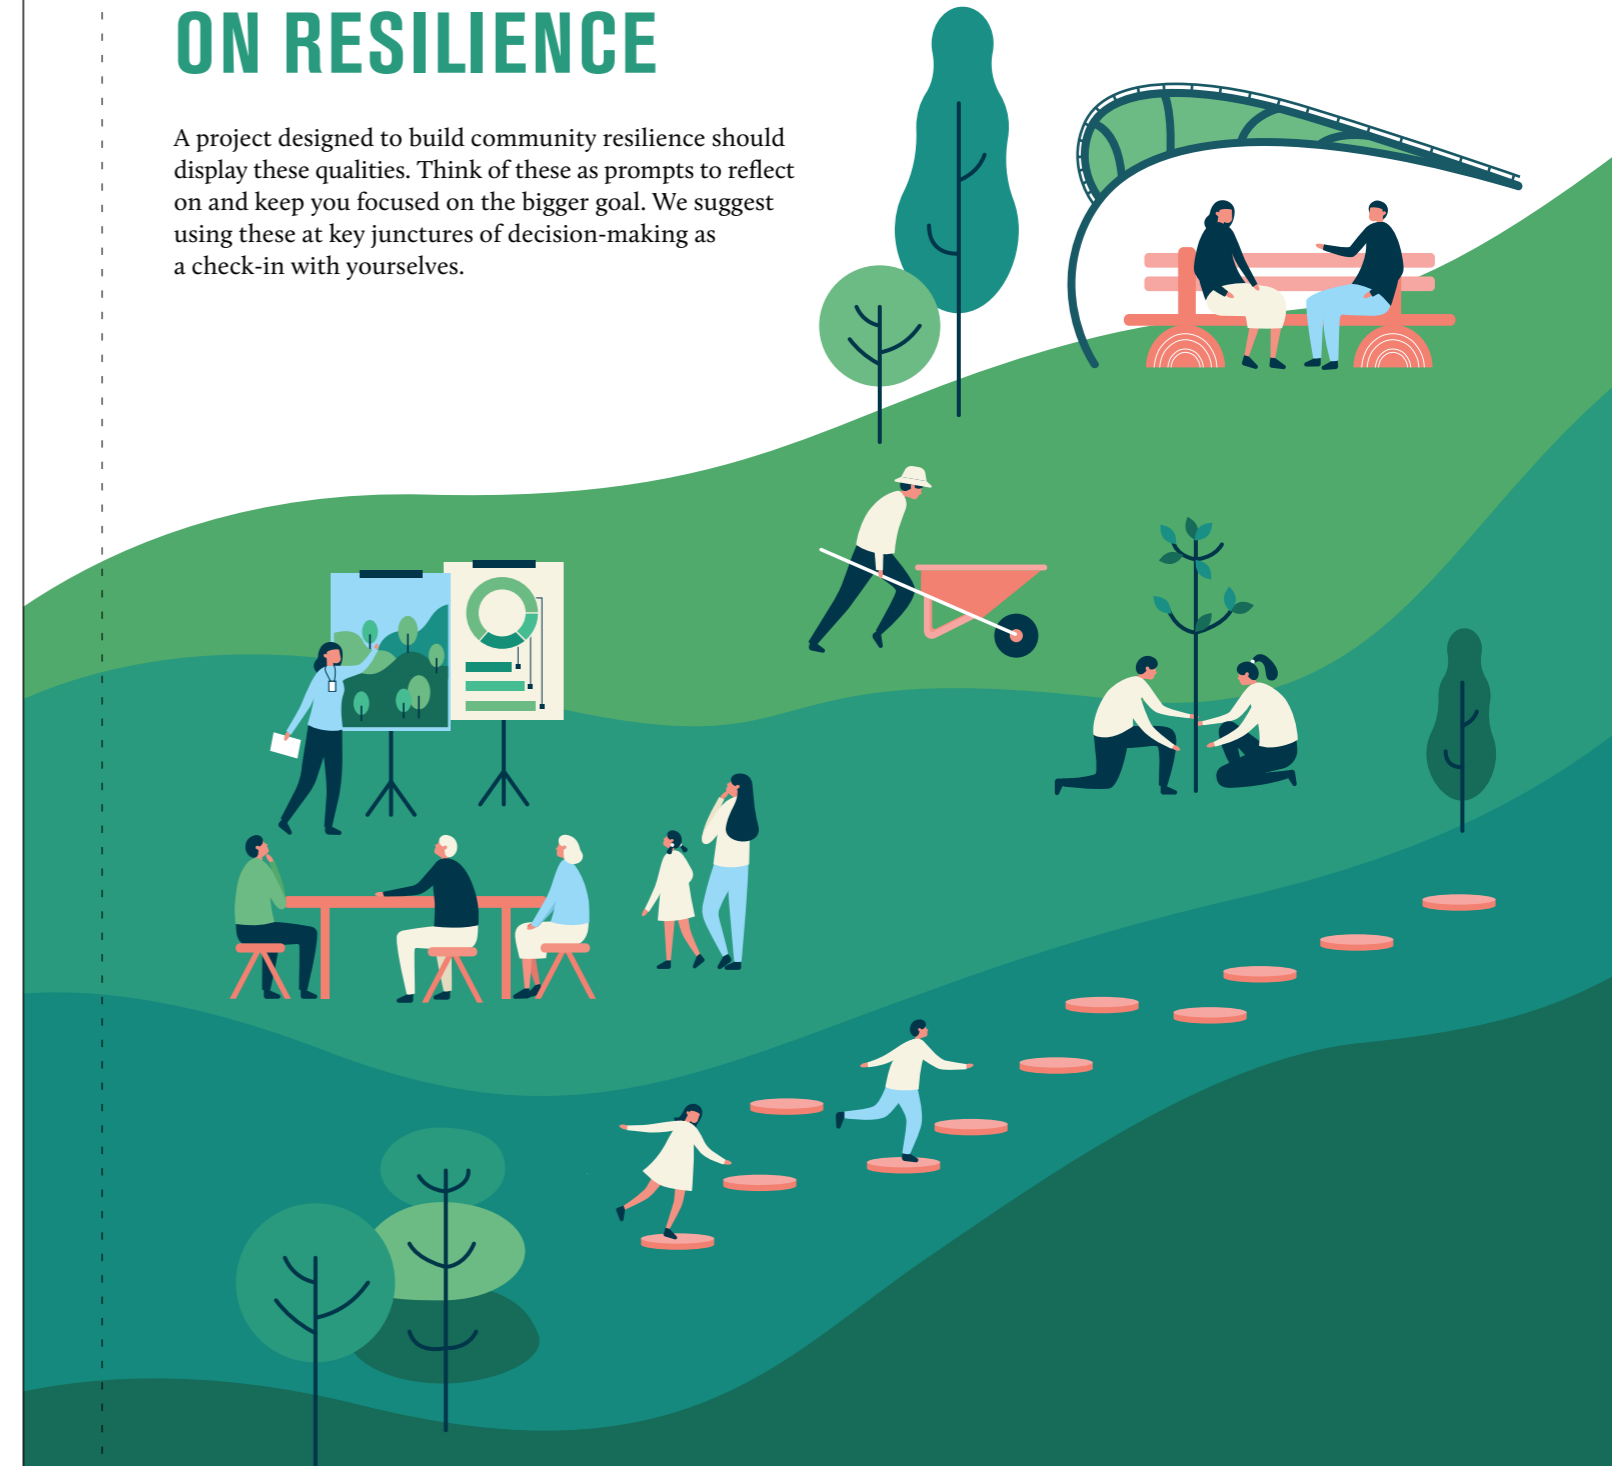 ON RESILIENCE
A project designed to build community resilience should
display these qualities. Think of these as prompts to reflect
on and keep you focused on the bigger goal. We suggest
using these at key junctures of decision-making as
a check-in with yourselves.